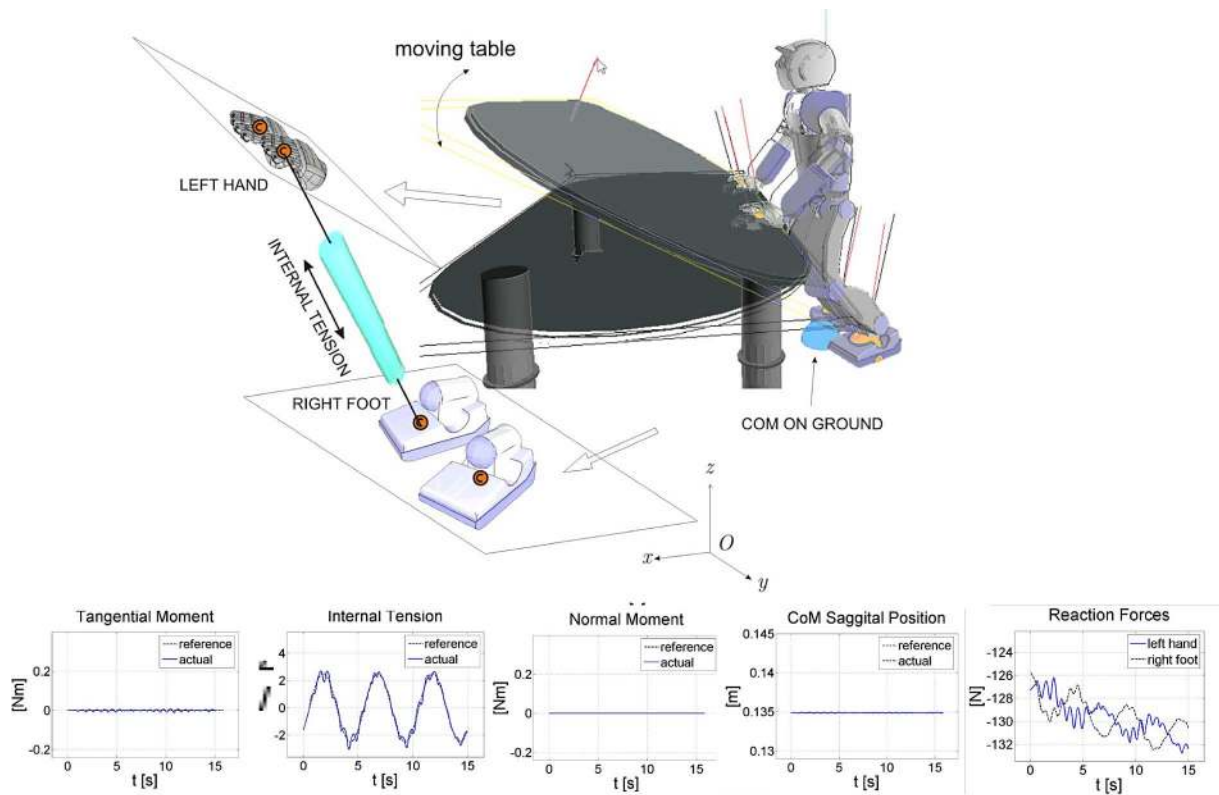 moving table
LEFT HAND
INTERNAL TENSION
RIGHT FOOT
COM ON GROUND
z
x
O
y
Tangential Moment
reference
actual
[Nm]
0.2
0
-0.2
0 5 10 15
t [s]
Internal Tension
reference
actual
4
2
0
-2
0 5 10 15
t [s]
Normal Moment
reference
actual
[Nm]
0.2
0
-0.2
0 5 10 15
t [s]
CoM Saggital Position
reference
actual
[m]
0.145
0.14
0.135
0.13
0 5 10 15
t [s]
Reaction Forces
left hand
right foot
[N]
-124
-126
-128
-130
-132
0 5 10 15
t [s]